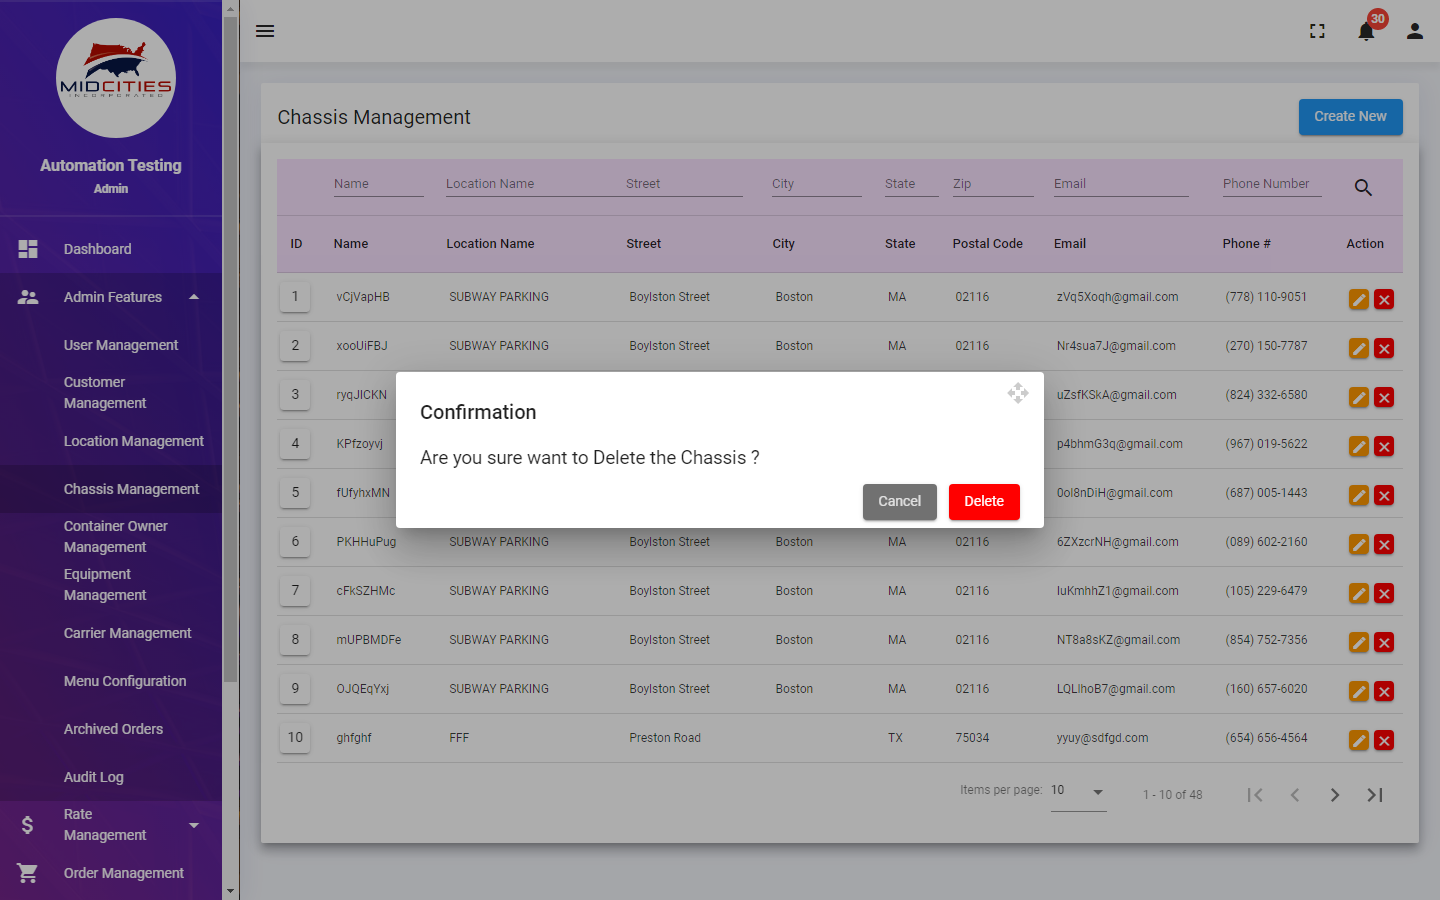 MIDCITIES
INCORPORATED
Automation Testing
Admin
Dashboard
Admin Features
User Management
Customer
Management
Location Management
Chassis Management
Container Owner
Management
Equipment
Management
Carrier Management
Menu Configuration
Archived Orders
Audit Log
Rate
Management
Order Management
30
Chassis Management
Create New
Name Location Name Street City State Zip Email Phone Number
ID Name Location Name Street City State Postal Code Email Phone # Action
1 vCjVapHB SUBWAY PARKING Boylston Street Boston MA 02116 zVq5Xoqh@gmail.com (778) 110-9051
2 xooUiFBJ SUBWAY PARKING Boylston Street Boston MA 02116 Nr4sua7J@gmail.com (270) 150-7787
3 ryqJICKN uZsfKSkA@gmail.com (824) 332-6580
4 KPfzoyvj p4bhmG3q@gmail.com (967) 019-5622
5 fUfyhxMN 0ol8nDiH@gmail.com (687) 005-1443
6 PKHHuPug SUBWAY PARKING Boylston Street Boston MA 02116 6ZXzcrNH@gmail.com (089) 602-2160
7 cFkSZHMc SUBWAY PARKING Boylston Street Boston MA 02116 IuKmhhZ1@gmail.com (105) 229-6479
8 mUPBMDFe SUBWAY PARKING Boylston Street Boston MA 02116 NT8a8sKZ@gmail.com (854) 752-7356
9 OJQEqYxj SUBWAY PARKING Boylston Street Boston MA 02116 LQLIhoB7@gmail.com (160) 657-6020
10 ghfghf FFF Preston Road TX 75034 yyuy@sdfgd.com (654) 656-4564
Items per page: 10 1 - 10 of 48
Confirmation
Are you sure want to Delete the Chassis ?
Cancel Delete